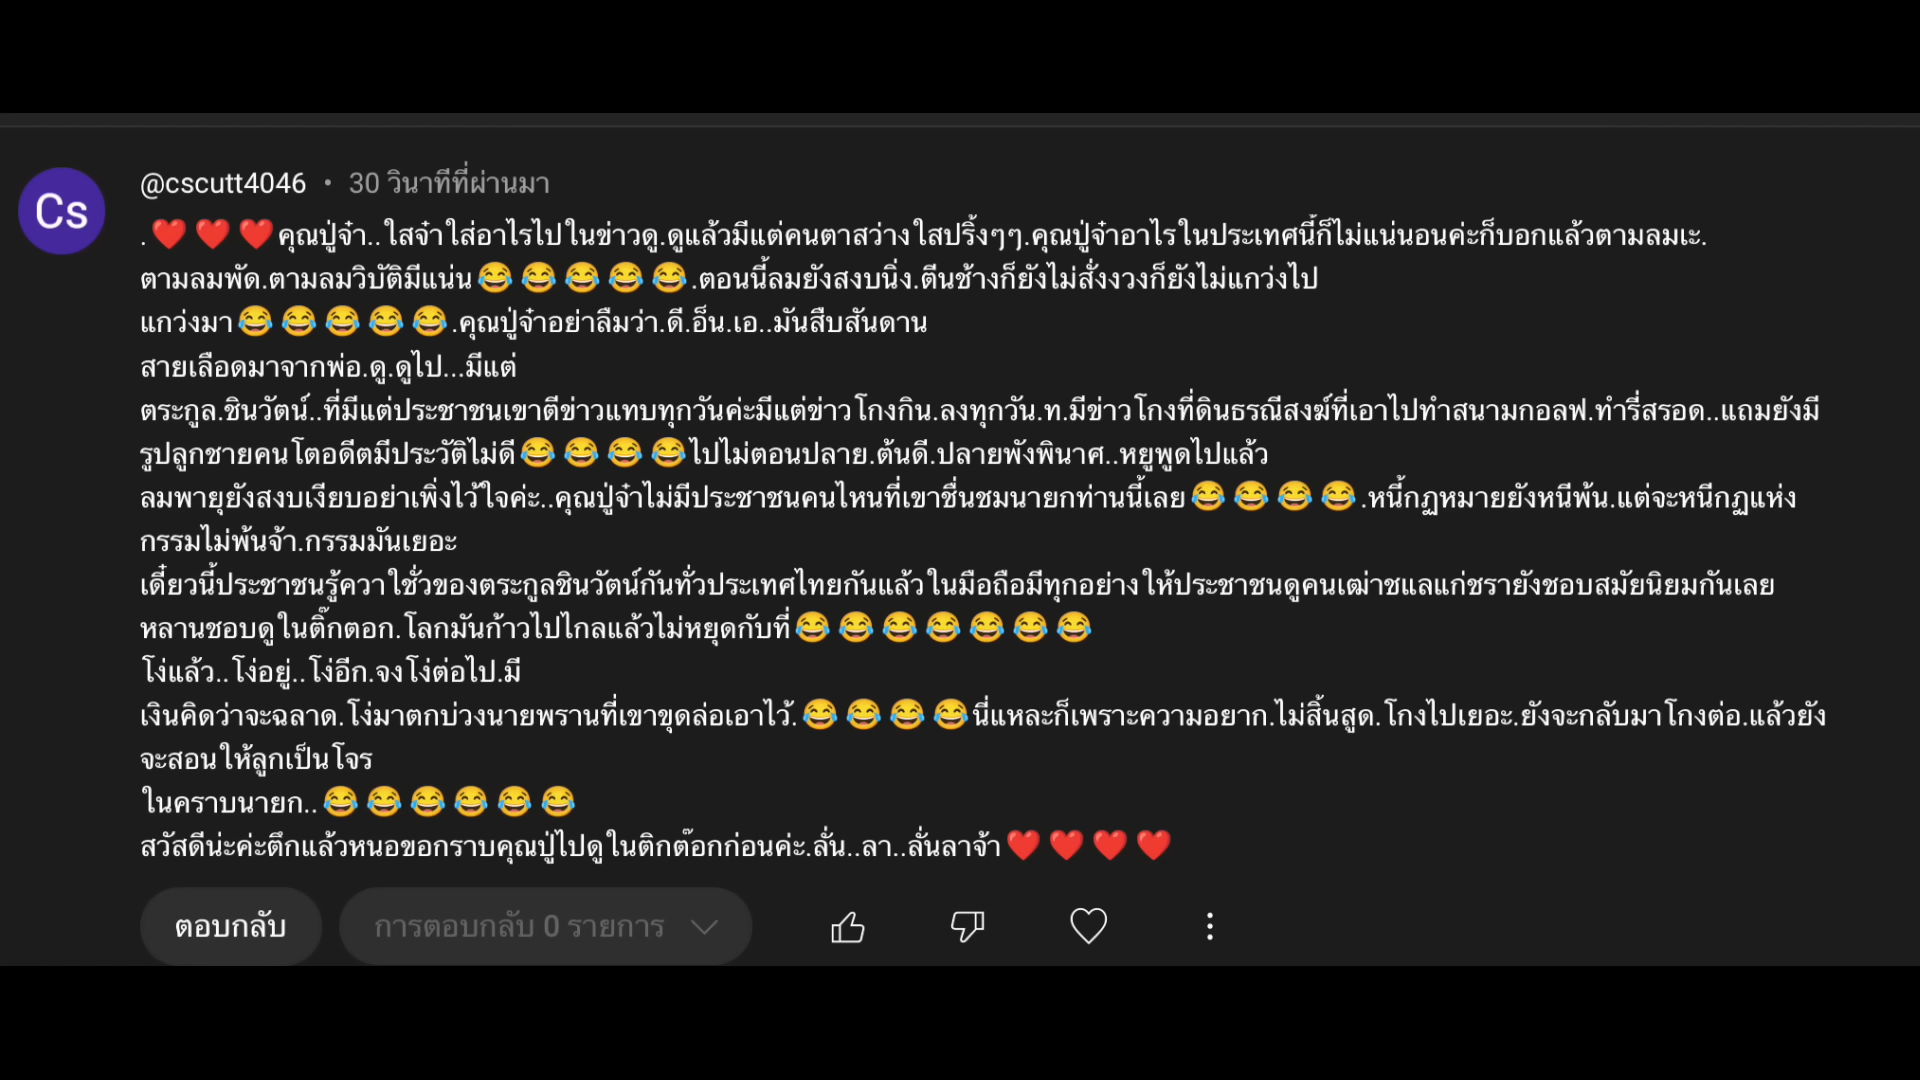 Cs
@cscutt4046 • 30 วินาทีที่ผ่านมา
.❤️❤️❤️คุณปู่จ๋า..ใสจ๋าใส่อาไรไปในข่าวดู.ดูแล้วมีแต่คนตาสว่างใสปริ้งๆๆ.คุณปู่จ๋าอาไรในประเทศนี้ก็ไม่แน่นอนค่ะก็บอกแล้วตามลมเะ.
ตามลมพัด.ตามลมวิบัติมีแน่น😂😂😂😂😂.ตอนนี้ลมยังสงบนิ่ง.ตีนช้างก็ยังไม่สั่งงวงก็ยังไม่แกว่งไป
แกว่งมา😂😂😂😂😂.คุณปู่จ๋าอย่าลืมว่า.ดี.อ็น.เอ..มันสืบสันดาน
สายเลือดมาจากพ่อ.ดู.ดูไป...มีแต่
ตระกูล.ชินวัตน์..ที่มีแต่ประชาชนเขาตีข่าวแทบทุกวันค่ะมีแต่ข่าวโกงกิน.ลงทุกวัน.ท.มีข่าวโกงที่ดินธรณีสงฆ์ที่เอาไปทำสนามกอลฟ.ทำรี่สรอด..แถมยังมี
รูปลูกชายคนโตอดีตมีประวัติไม่ดี😂😂😂😂ไปไม่ตอนปลาย.ต้นดี.ปลายพังพินาศ..หยูพูดไปแล้ว
ลมพายุยังสงบเงียบอย่าเพิ่งไว้ใจค่ะ..คุณปู่จ๋าไม่มีประชาชนคนไหนที่เขาชื่นชมนายกท่านนี้เลย😂😂😂😂.หนี้กฏหมายยังหนีพ้น.แต่จะหนีกฏแห่ง
กรรมไม่พ้นจ้า.กรรมมันเยอะ
เดี๋ยวนี้ประชาชนรู้ควาใชั่วของตระกูลชินวัตน์กันทั่วประเทศไทยกันแล้วในมือถือมีทุกอย่างให้ประชาชนดูคนเฒ่าชแลแก่ชรายังชอบสมัยนิยมกันเลย
หลานชอบดูในติ๊กตอก.โลกมันก้าวไปไกลแล้วไม่หยุดกับที่😂😂😂😂😂😂😂
โง่แล้ว..โง่อยู่..โง่อีก.จงโง่ต่อไป.มี
เงินคิดว่าจะฉลาด.โง่มาตกบ่วงนายพรานที่เขาขุดล่อเอาไว้.😂😂😂😂นี่แหละก็เพราะความอยาก.ไม่สิ้นสูด.โกงไปเยอะ.ยังจะกลับมาโกงต่อ.แล้วยัง
จะสอนให้ลูกเป็นโจร
ในคราบนายก..😂😂😂😂😂😂
สวัสดีน่ะค่ะตึกแล้วหนอขอกราบคุณปู่ไปดูในติกต๊อกก่อนค่ะ.ลั่น..ลา..ลั่นลาจ้า❤️❤️❤️❤️
ตอบกลับ การตอบกลับ 0 รายการ